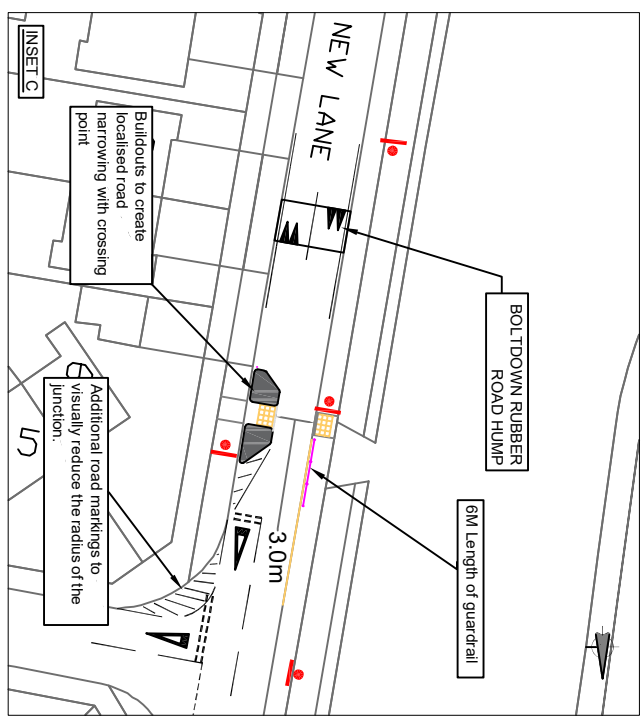 NEW LANE
BOLTDOWN RUBBER
ROAD HUMP
6M Length of guardrail
3.0m
Buildouts to create
localised road
narrowing with crossing
point
Additional road markings to
visually reduce the radius of the
junction.
INSET C